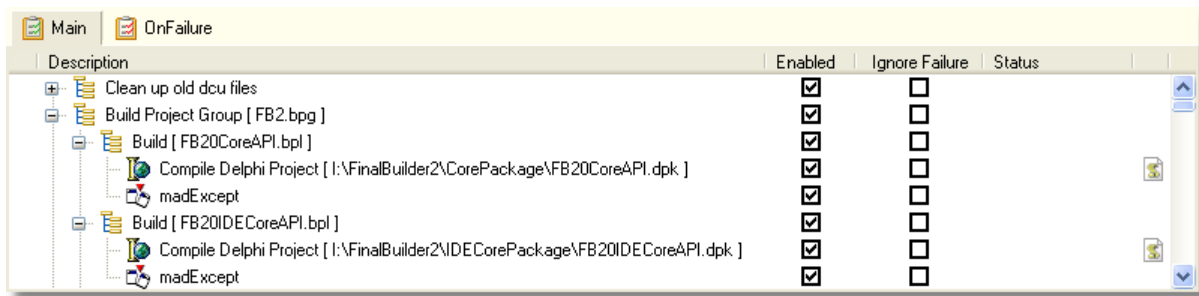 Main OnFailure
Description Enabled Ignore Failure Status
Clean up old dcu files
Build Project Group [ FB2.bpg ]
Build [ FB20CoreAPI.bpl ]
Compile Delphi Project [ I:\FinalBuilder2\CorePackage\FB20CoreAPI.dpk ]
madExcept
Build [ FB20IDECoreAPI.bpl ]
Compile Delphi Project [ I:\FinalBuilder2\IDECorePackage\FB20IDECoreAPI.dpk ]
madExcept